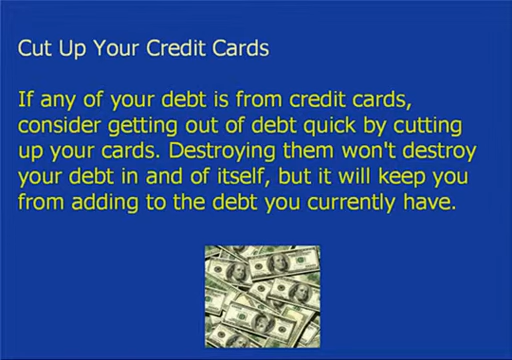 Cut Up Your Credit Cards
If any of your debt is from credit cards,
consider getting out of debt quick by cutting
up your cards. Destroying them won't destroy
your debt in and of itself, but it will keep you
from adding to the debt you currently have.